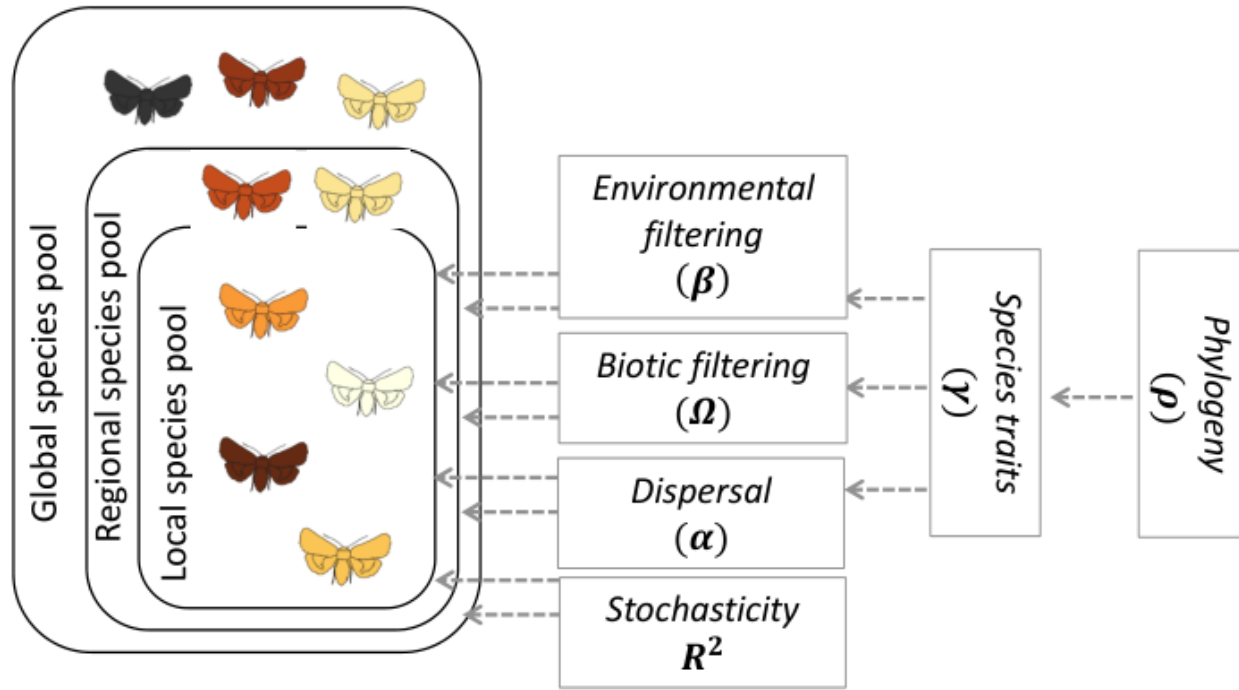 Global species pool
Regional species pool
Local species pool
Environmental
filtering
(β)
Biotic filtering
(Ω)
Dispersal
(α)
Stochasticity
R²
Species traits
(γ)
Phylogeny
(ρ)